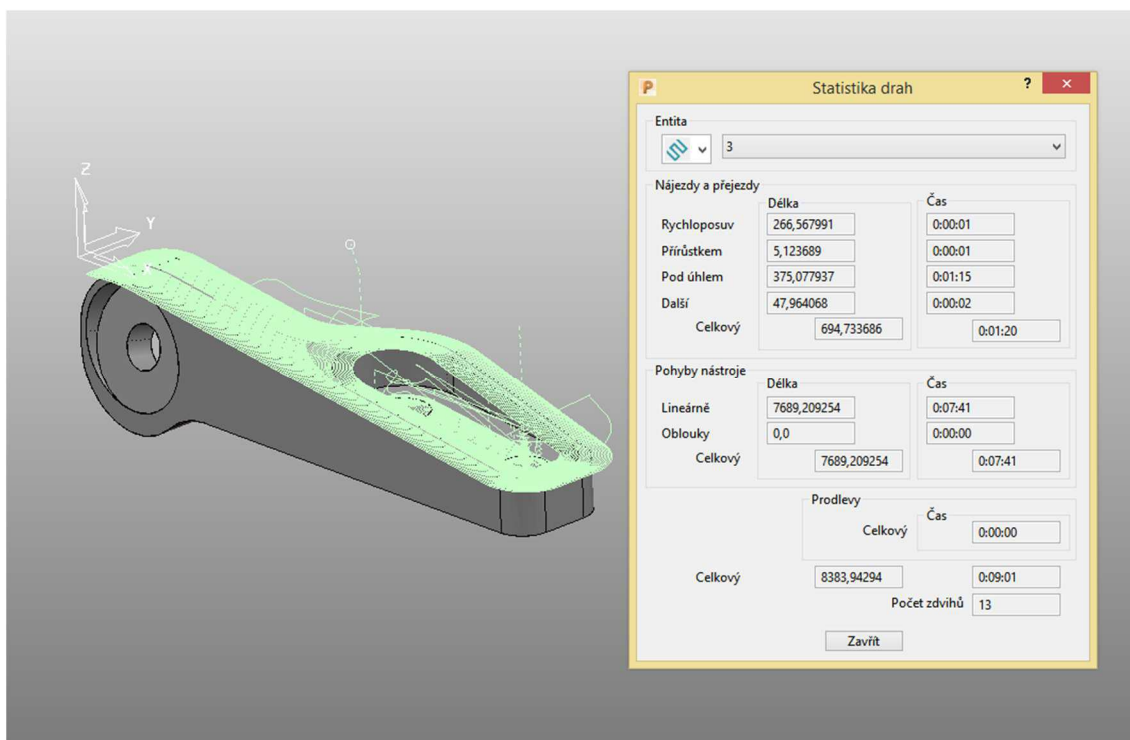 Statistika drah
?
Entita
3
Nájezdy a přejezdy
Délka Čas
Rychloposuv 266,567991 0:00:01
Přírůstkem 5,123689 0:00:01
Pod úhlem 375,077937 0:01:15
Další 47,964068 0:00:02
Celkový 694,733686 0:01:20
Pohyby nástroje
Délka Čas
Lineárně 7689,209254 0:07:41
Oblouky 0,0 0:00:00
Celkový 7689,209254 0:07:41
Prodlevy
Čas
Celkový 0:00:00
Celkový 8383,94294 0:09:01
Počet zdvihů 13
Zavřít
Z
Y
X